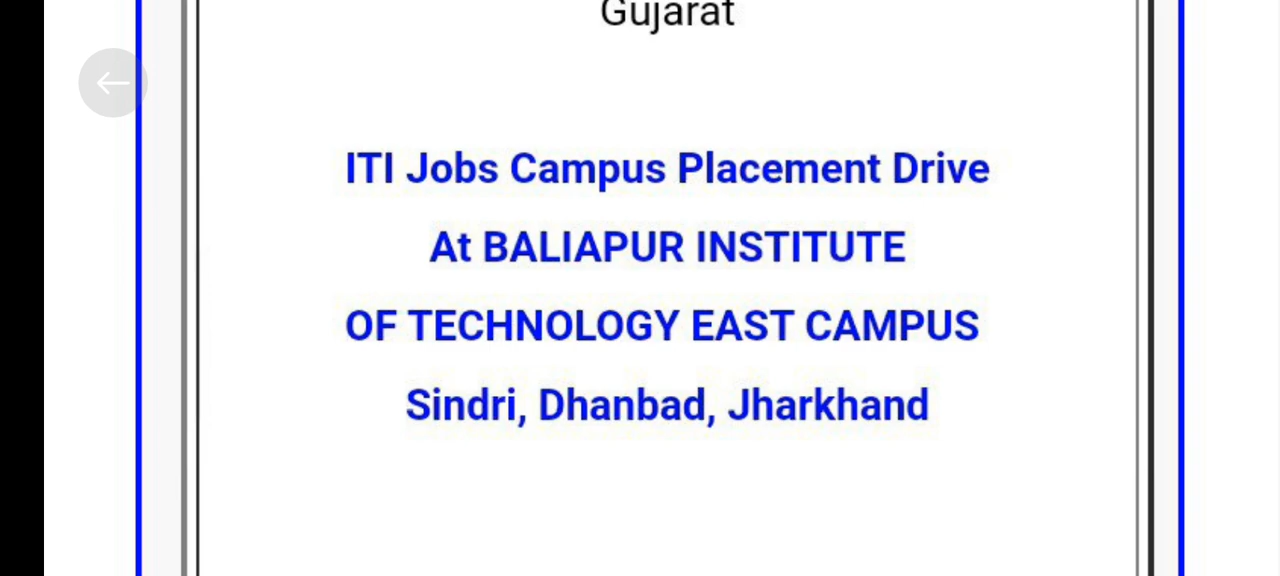 Gujarat
ITI Jobs Campus Placement Drive
At BALIAPUR INSTITUTE
OF TECHNOLOGY EAST CAMPUS
Sindri, Dhanbad, Jharkhand